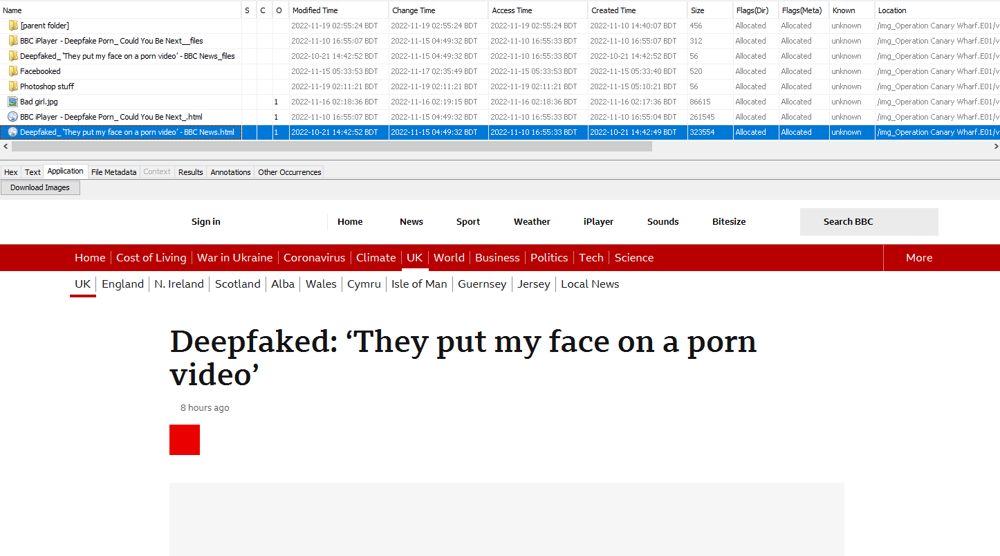 Name S C O Modified Time Change Time Access Time Created Time Size Flags(Dir) Flags(Meta) Known Location
[parent folder] 2022-11-19 02:55:24 BDT 2022-11-19 02:55:24 BDT 2022-11-19 02:55:24 BDT 2022-11-10 14:40:07 BDT 456 Allocated Allocated unknown /img_Operation Canary Wharf.E01/v
BBC iPlayer - Deepfake Porn_ Could You Be Next__files 2022-11-10 16:55:07 BDT 2022-11-15 04:49:32 BDT 2022-11-10 16:55:33 BDT 2022-11-10 16:55:07 BDT 312 Allocated Allocated unknown /img_Operation Canary Wharf.E01/v
Deepfaked_ ‘They put my face on a porn video’ - BBC News_files 2022-10-21 14:42:52 BDT 2022-11-15 04:49:32 BDT 2022-11-10 16:55:33 BDT 2022-10-21 14:42:52 BDT 56 Allocated Allocated unknown /img_Operation Canary Wharf.E01/v
Facebooked 2022-11-15 05:33:53 BDT 2022-11-17 02:35:49 BDT 2022-11-15 05:33:53 BDT 2022-11-15 05:33:40 BDT 520 Allocated Allocated unknown /img_Operation Canary Wharf.E01/v
Photoshop stuff 2022-11-19 02:11:21 BDT 2022-11-19 02:11:21 BDT 2022-11-19 02:11:21 BDT 2022-11-15 05:10:21 BDT 56 Allocated Allocated unknown /img_Operation Canary Wharf.E01/v
Bad girl.jpg 1 2022-11-16 02:18:36 BDT 2022-11-16 02:19:15 BDT 2022-11-16 02:18:36 BDT 2022-11-16 02:17:36 BDT 86615 Allocated Allocated unknown /img_Operation Canary Wharf.E01/v
BBC iPlayer - Deepfake Porn_ Could You Be Next_.html 1 2022-11-10 16:55:07 BDT 2022-11-15 04:49:32 BDT 2022-11-10 16:55:33 BDT 2022-11-10 16:55:04 BDT 261545 Allocated Allocated unknown /img_Operation Canary Wharf.E01/v
Deepfaked_ ‘They put my face on a porn video’ - BBC News.html 1 2022-10-21 14:42:52 BDT 2022-11-15 04:49:32 BDT 2022-11-10 16:55:33 BDT 2022-10-21 14:42:49 BDT 323554 Allocated Allocated unknown /img_Operation Canary Wharf.E01/v
Hex Text Application File Metadata Context Results Annotations Other Occurrences
Download Images
Sign in Home News Sport Weather iPlayer Sounds Bitesize Search BBC
Home Cost of Living War in Ukraine Coronavirus Climate UK World Business Politics Tech Science More
UK England N. Ireland Scotland Alba Wales Cymru Isle of Man Guernsey Jersey Local News
Deepfaked: ‘They put my face on a porn
video’
8 hours ago